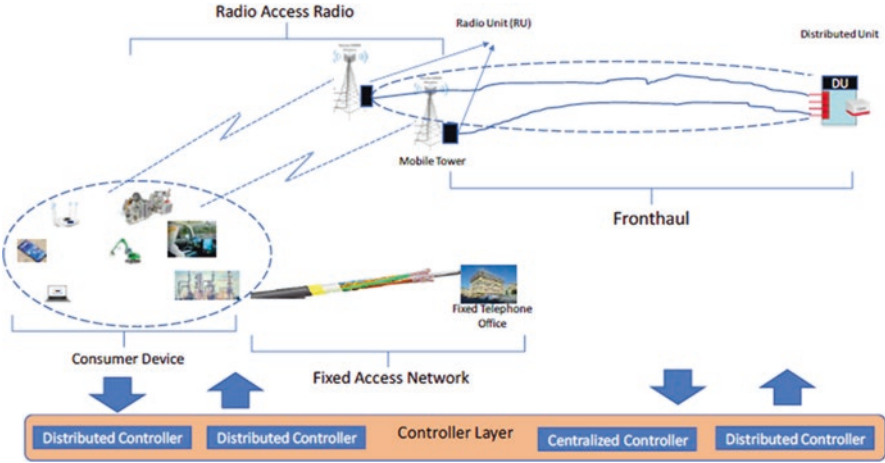 Radio Access Radio
Radio Unit (RU)
Distributed Unit
DU
Mobile Tower
Fronthaul
Fixed Telephone
Office
Consumer Device
Fixed Access Network
Controller Layer
Distributed Controller
Distributed Controller
Centralized Controller
Distributed Controller